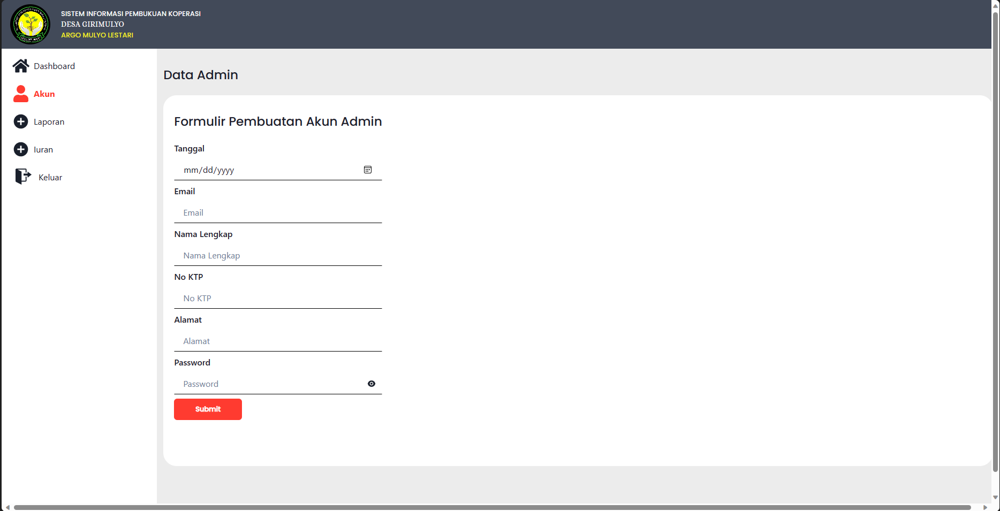 SISTEM INFORMASI PEMBUKUAN KOPERASI
DESA GIRIMULYO
ARGO MULYO LESTARI
Dashboard
Akun
Laporan
Iuran
Keluar
Data Admin
Formulir Pembuatan Akun Admin
Tanggal
mm/dd/yyyy
Email
Email
Nama Lengkap
Nama Lengkap
No KTP
No KTP
Alamat
Alamat
Password
Password
Submit